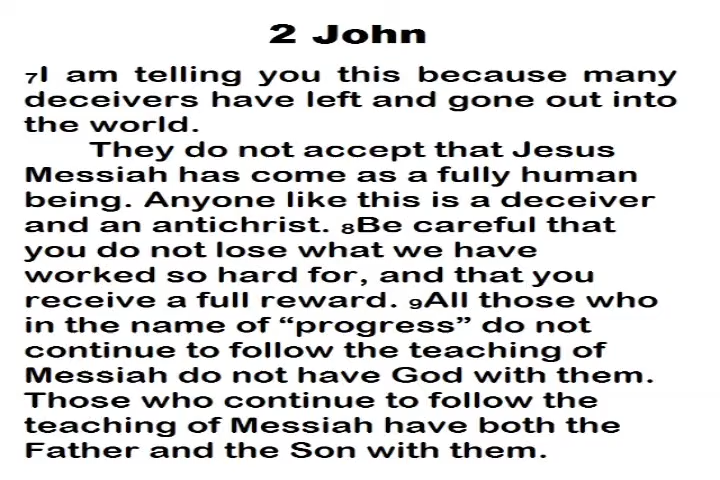 2 John
7I am telling you this because many
deceivers have left and gone out into
the world.
They do not accept that Jesus
Messiah has come as a fully human
being. Anyone like this is a deceiver
and an antichrist. 8Be careful that
you do not lose what we have
worked so hard for, and that you
receive a full reward. 9All those who
in the name of “progress” do not
continue to follow the teaching of
Messiah do not have God with them.
Those who continue to follow the
teaching of Messiah have both the
Father and the Son with them.